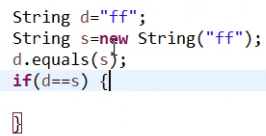 String d="ff";
String s=new String("ff");
d.equals(s);
if(d==s) {
}